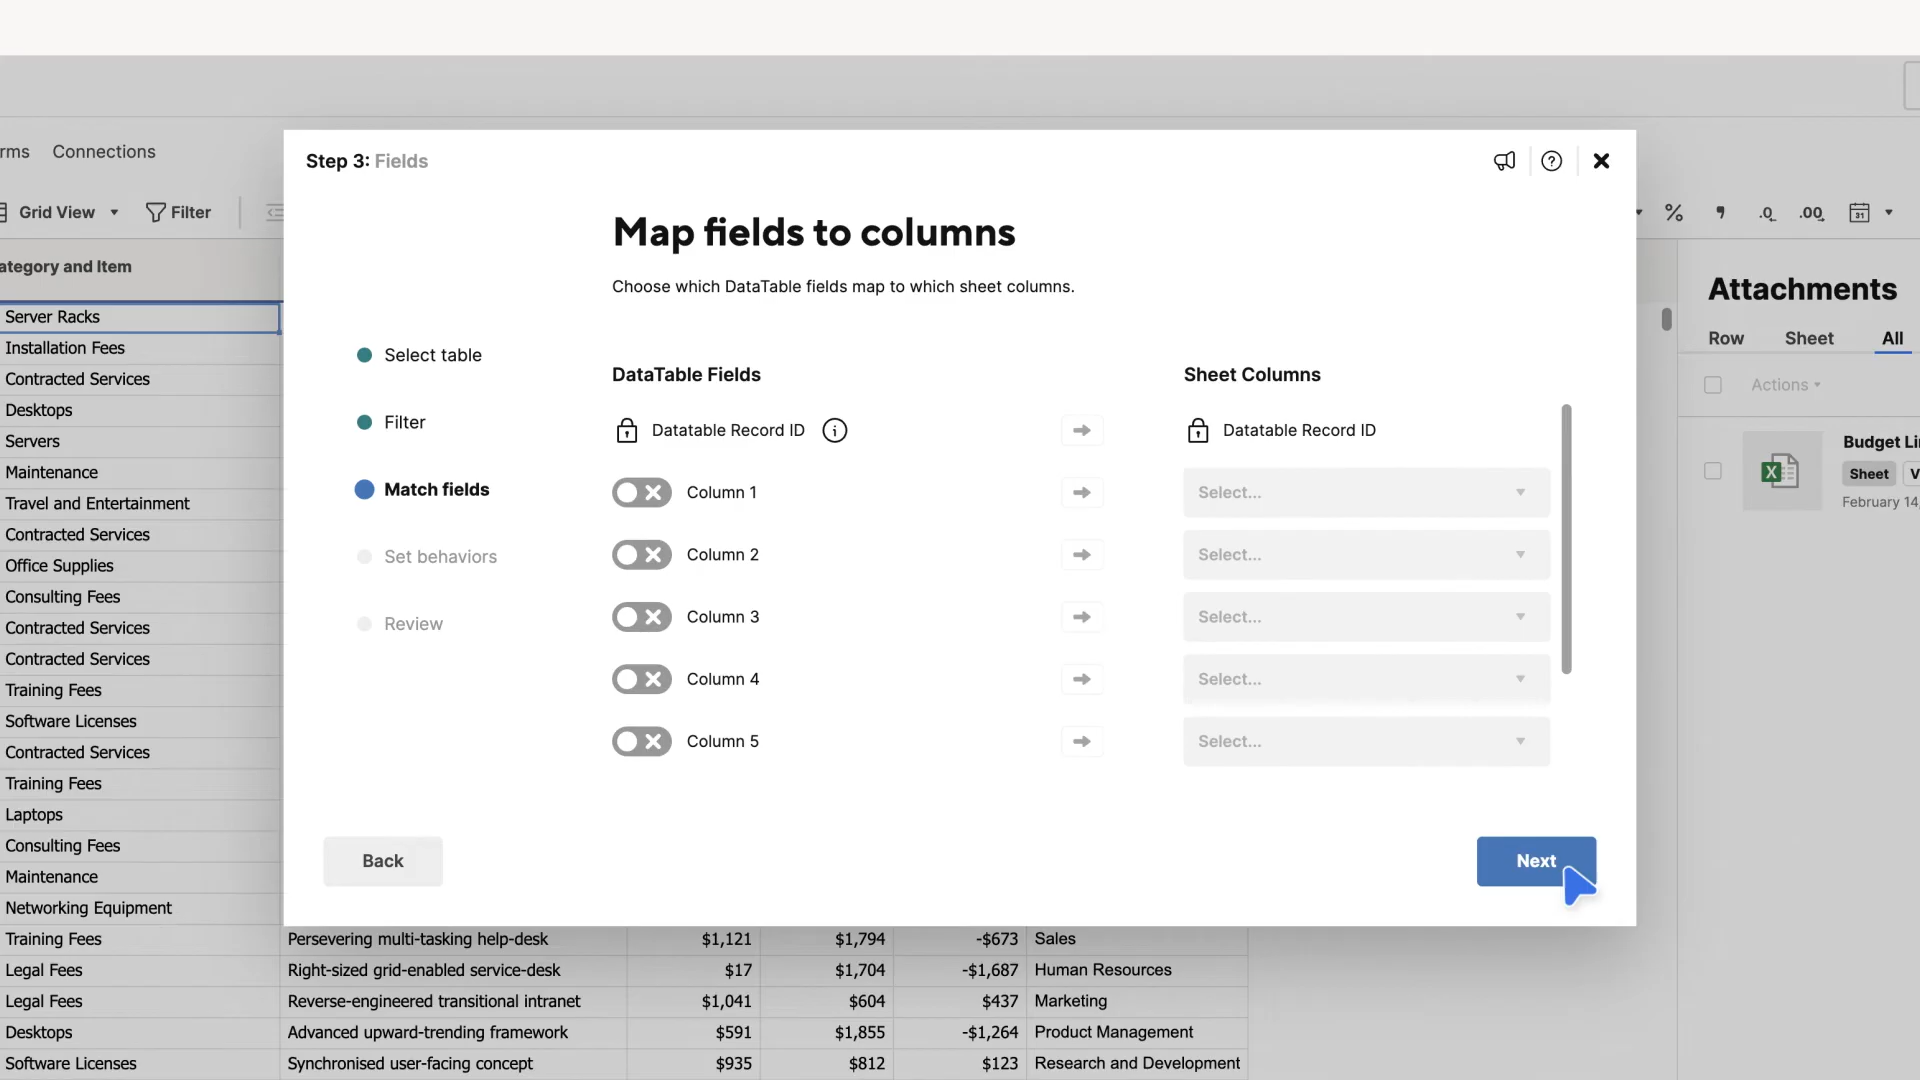 rms Connections
Grid View Filter
% , .0 .00 31
ategory and Item
Server Racks
Installation Fees
Contracted Services
Desktops
Servers
Maintenance
Travel and Entertainment
Contracted Services
Office Supplies
Consulting Fees
Contracted Services
Contracted Services
Training Fees
Software Licenses
Contracted Services
Training Fees
Laptops
Consulting Fees
Maintenance
Networking Equipment
Training Fees Persevering multi-tasking help-desk $1,121 $1,794 -$673 Sales
Legal Fees Right-sized grid-enabled service-desk $17 $1,704 -$1,687 Human Resources
Legal Fees Reverse-engineered transitional intranet $1,041 $604 $437 Marketing
Desktops Advanced upward-trending framework $591 $1,855 -$1,264 Product Management
Software Licenses Synchronised user-facing concept $935 $812 $123 Research and Development
Step 3: Fields
Map fields to columns
Choose which DataTable fields map to which sheet columns.
Select table
Filter
Match fields
Set behaviors
Review
DataTable Fields Sheet Columns
Datatable Record ID Datatable Record ID
Column 1 Select...
Column 2 Select...
Column 3 Select...
Column 4 Select...
Column 5 Select...
Back Next
Attachments
Row Sheet All
Actions
X
Budget Li
Sheet V
February 14,